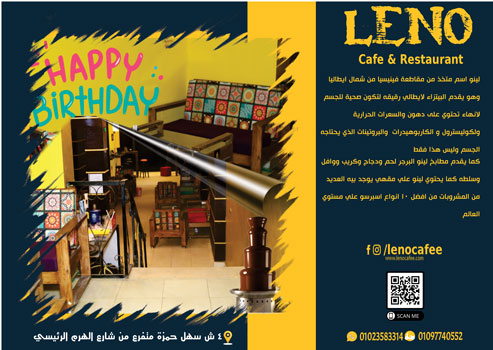 HAPPY
BIRTHDAY
LENO
Cafe & Restaurant
لينو اسم متخذ من مقاطعة فينيسيا من شمال ايطاليا
وهو يقدم البيتزاء لايطالي رقيقه لتكون صحية للجسم
لانهاء تحتوي على دهون والسعرات الحرارية
ولكوليسترول و الكاربوهيدرات والبروتينات الذي يحتاجه
الجسم وليس هذا فقط
كما يقدم مطابخ لينو البرجر لحم ودجاج وكريب ووافل
وسلطه كما يحتوي لينو على مقهي يوجد بيه العديد
من المشروبات من افضل ١٠ انواع اسبرسو علي مستوي
العالم
/lenocafee
www.lenocafee.com
SCAN ME
01023583314 01097740552
٤ ش سهل حمزة متفرع من شارع الهرم الرئيسي